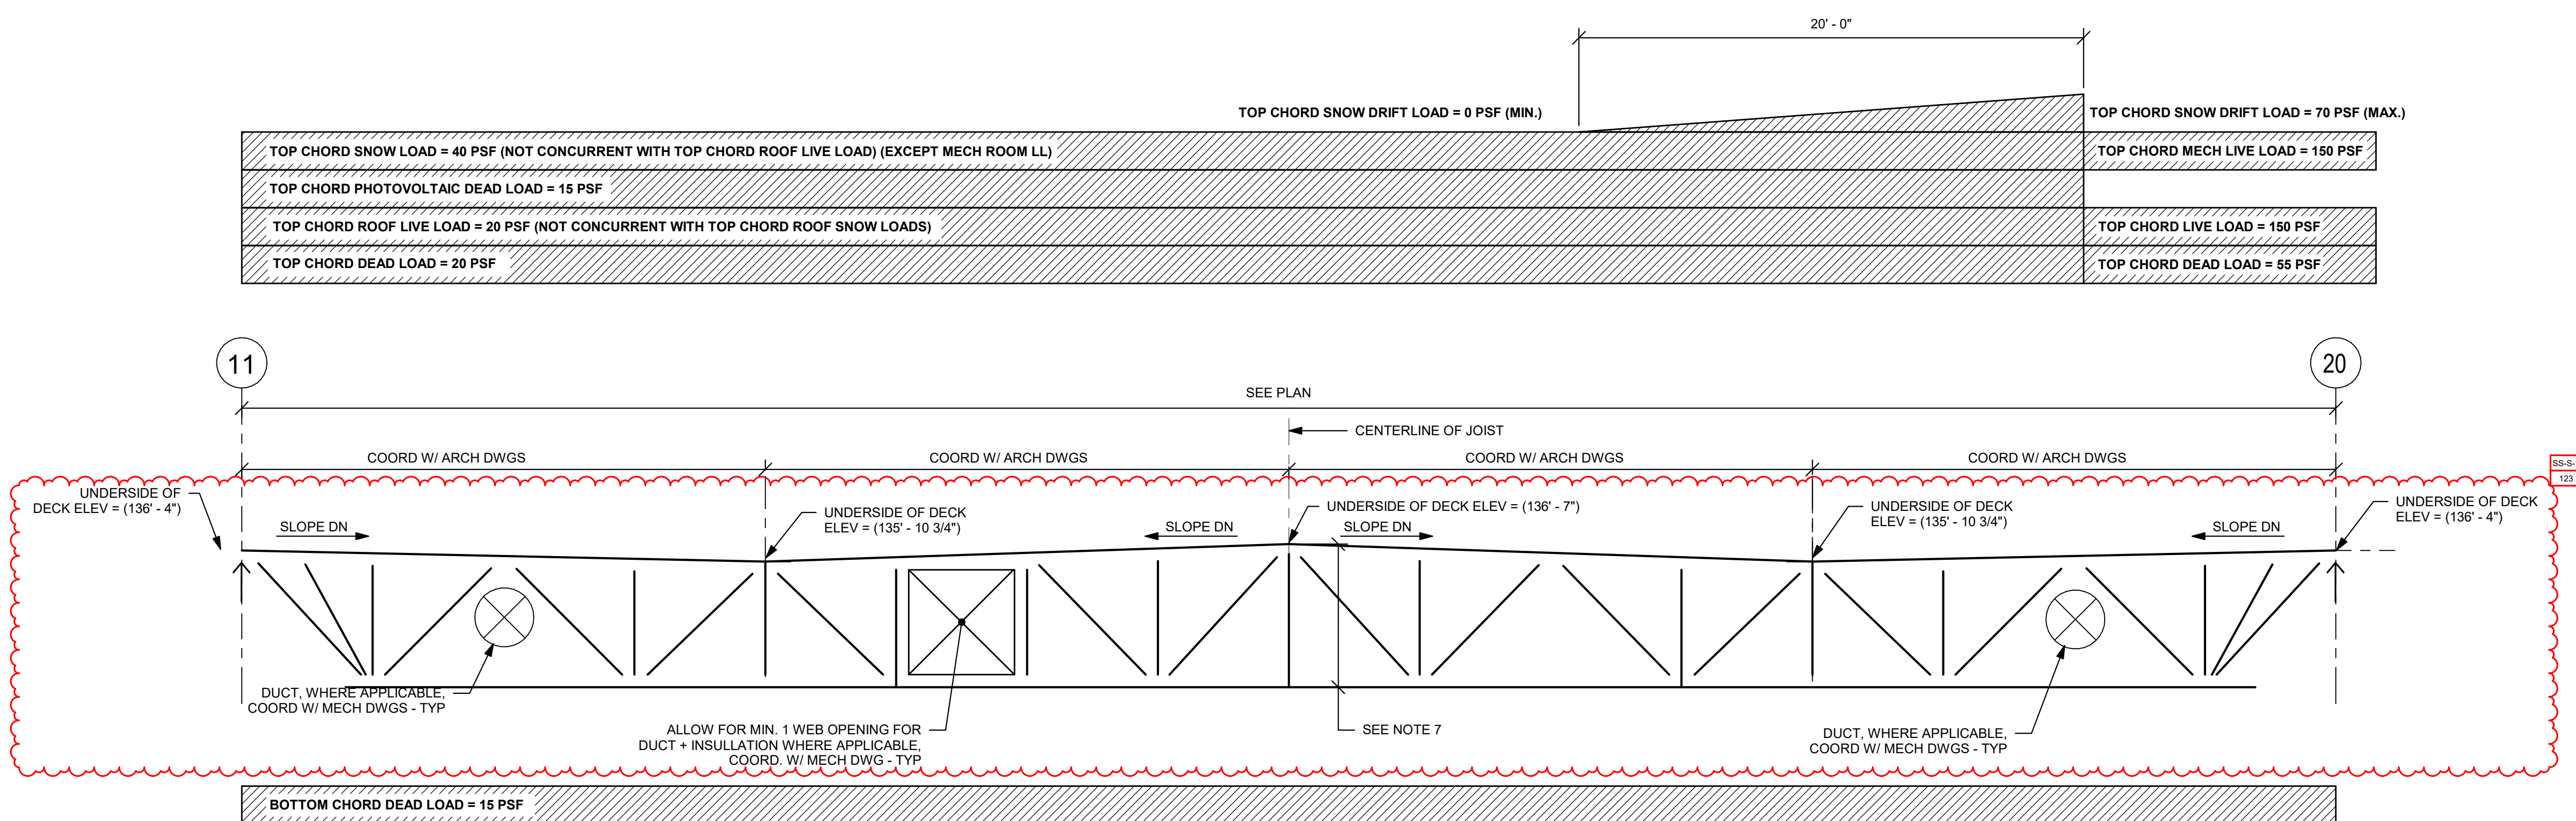 20' - 0"
TOP CHORD SNOW DRIFT LOAD = 0 PSF (MIN.)
TOP CHORD SNOW DRIFT LOAD = 70 PSF (MAX.)
TOP CHORD SNOW LOAD = 40 PSF (NOT CONCURRENT WITH TOP CHORD ROOF LIVE LOAD) (EXCEPT MECH ROOM LL)
TOP CHORD MECH LIVE LOAD = 150 PSF
TOP CHORD PHOTOVOLTAIC DEAD LOAD = 15 PSF
TOP CHORD ROOF LIVE LOAD = 20 PSF (NOT CONCURRENT WITH TOP CHORD ROOF SNOW LOADS)
TOP CHORD LIVE LOAD = 150 PSF
TOP CHORD DEAD LOAD = 20 PSF
TOP CHORD DEAD LOAD = 55 PSF
11
20
SEE PLAN
CENTERLINE OF JOIST
COORD W/ ARCH DWGS
COORD W/ ARCH DWGS
COORD W/ ARCH DWGS
COORD W/ ARCH DWGS
SS-S-
123
UNDERSIDE OF
DECK ELEV = (136' - 4")
SLOPE DN
UNDERSIDE OF DECK
ELEV = (135' - 10 3/4")
SLOPE DN
UNDERSIDE OF DECK ELEV = (136' - 7")
SLOPE DN
UNDERSIDE OF DECK
ELEV = (135' - 10 3/4")
SLOPE DN
UNDERSIDE OF DECK
ELEV = (136' - 4")
DUCT, WHERE APPLICABLE,
COORD W/ MECH DWGS - TYP
ALLOW FOR MIN. 1 WEB OPENING FOR
DUCT + INSULLATION WHERE APPLICABLE,
COORD. W/ MECH DWG - TYP
SEE NOTE 7
DUCT, WHERE APPLICABLE,
COORD W/ MECH DWGS - TYP
BOTTOM CHORD DEAD LOAD = 15 PSF